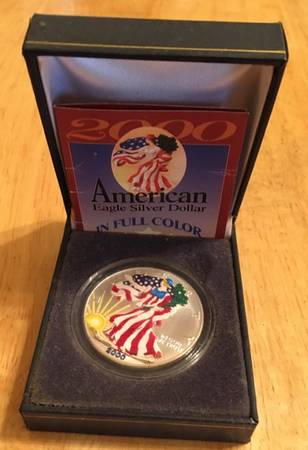 2000
American
Eagle Silver Dollar
IN FULL COLOR
2000